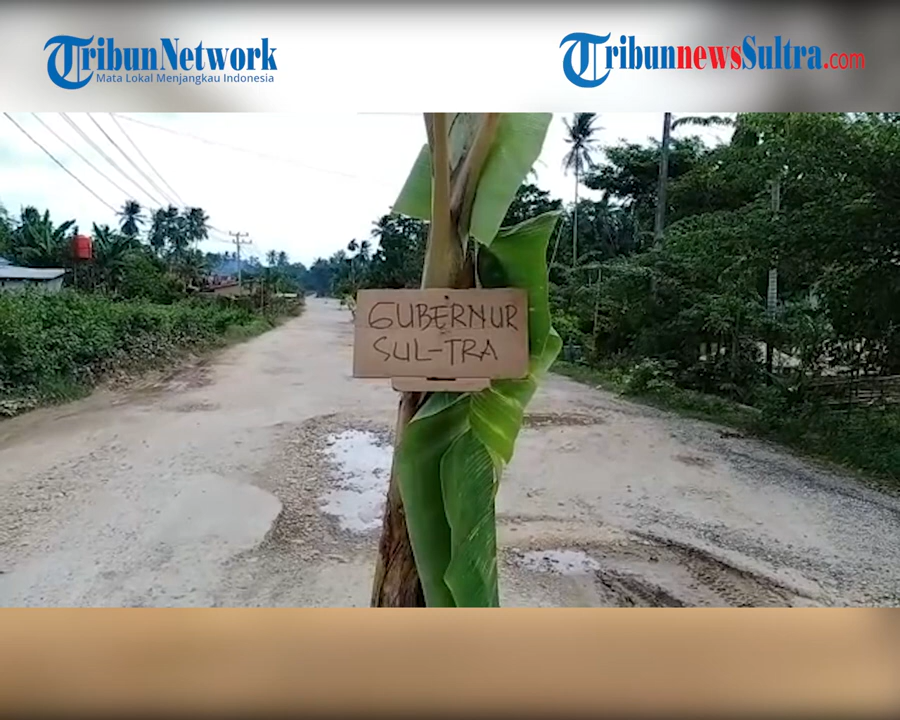 TribunNetwork
Mata Lokal Menjangkau Indonesia
TribunnewsSultra.com
GUBERNUR
SUL-TRA